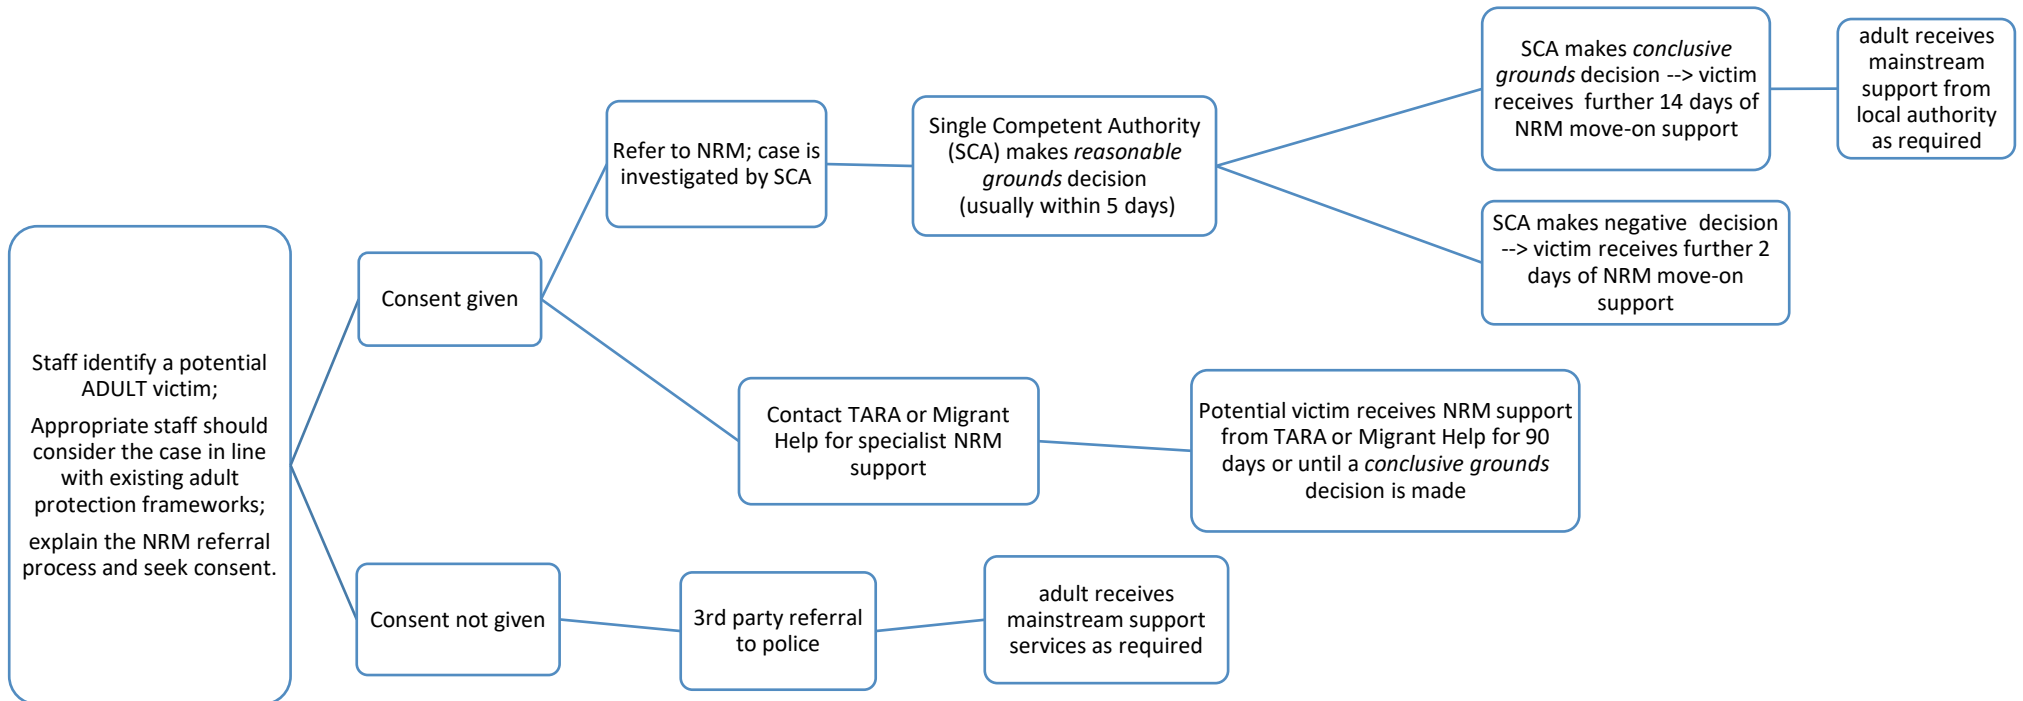 Staff identify a potential
ADULT victim;
Appropriate staff should
consider the case in line
with existing adult
protection frameworks;
explain the NRM referral
process and seek consent.
Consent given
Refer to NRM; case is
investigated by SCA
Single Competent Authority
(SCA) makes reasonable
grounds decision
(usually within 5 days)
SCA makes conclusive
grounds decision --> victim
receives  further 14 days of
NRM move-on support
adult receives
mainstream
support from
local authority
as required
SCA makes negative  decision
--> victim receives further 2
days of NRM move-on
support
Contact TARA or Migrant
Help for specialist NRM
support
Potential victim receives NRM support
from TARA or Migrant Help for 90
days or until a conclusive grounds
decision is made
Consent not given
3rd party referral
to police
adult receives
mainstream support
services as required